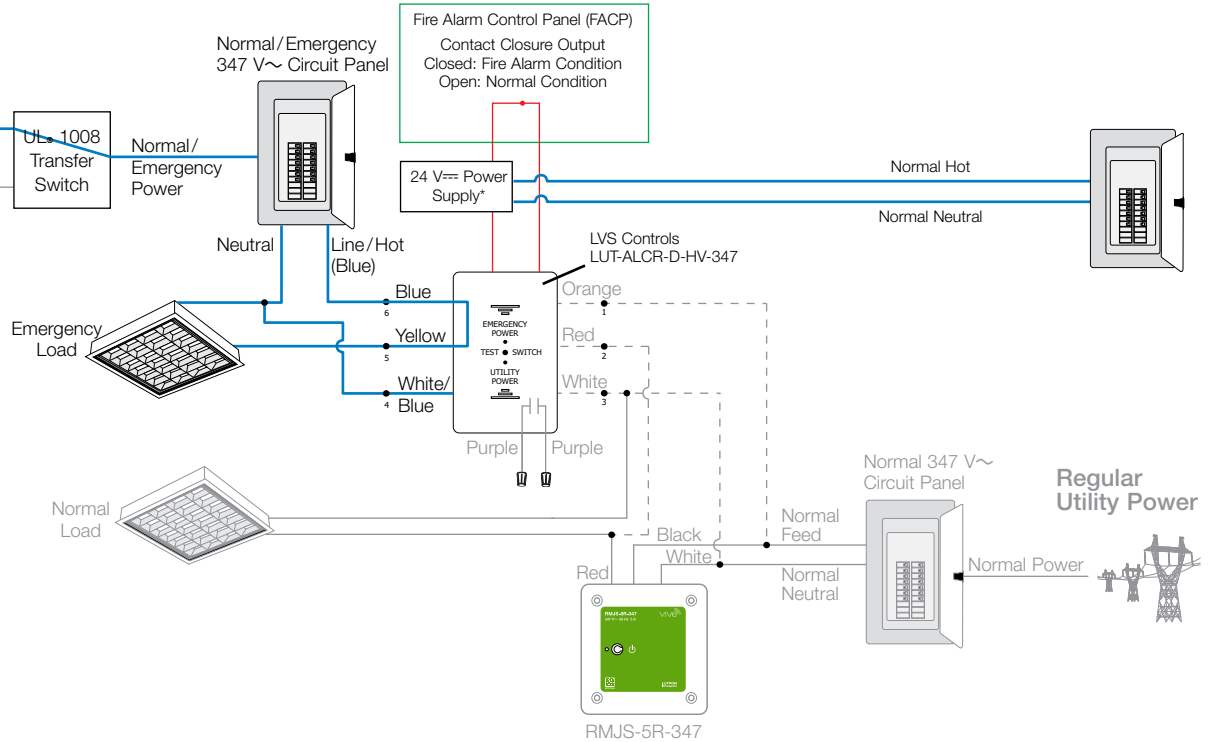 Fire Alarm Control Panel (FACP)
Contact Closure Output
Closed: Fire Alarm Condition
Open: Normal Condition
Normal/Emergency
347 V~ Circuit Panel
UL® 1008
Transfer
Switch
Normal/
Emergency
Power
24 V⎓ Power
Supply*
Normal Hot
Normal Neutral
Neutral
Line/Hot
(Blue)
LVS Controls
LUT-ALCR-D-HV-347
Emergency
Load
Blue
6
Yellow
5
White/
Blue
4
EMERGENCY
POWER
TEST SWITCH
UTILITY
POWER
Orange
1
Red
2
White
3
Purple
Purple
Normal
Load
Normal 347 V~
Circuit Panel
Regular
Utility Power
Black
Normal
Feed
White
Normal
Neutral
Normal Power
Red
RMJS-5R-347
vive
LUTRON
RMJS-5R-347